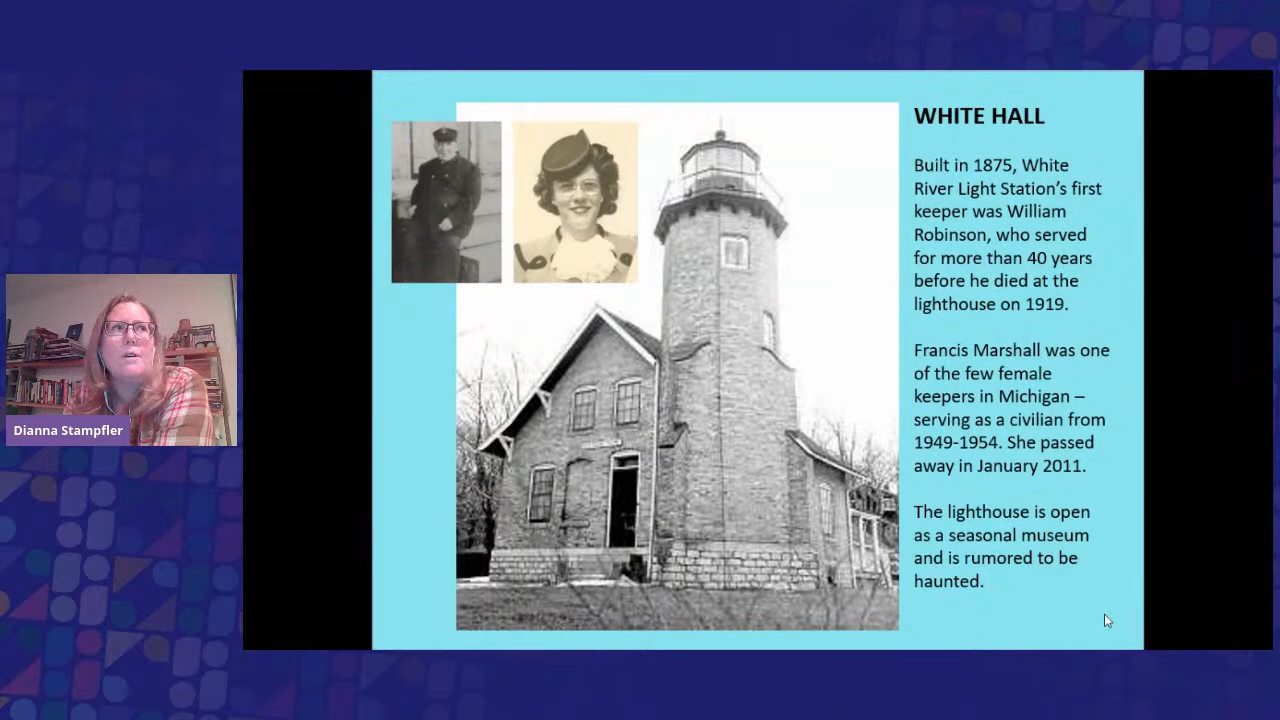 WHITE HALL
Built in 1875, White
River Light Station's first
keeper was William
Robinson, who served
for more than 40 years
before he died at the
lighthouse on 1919.
Francis Marshall was one
of the few female
keepers in Michigan –
serving as a civilian from
1949-1954. She passed
away in January 2011.
The lighthouse is open
as a seasonal museum
and is rumored to be
haunted.
Dianna Stampfler